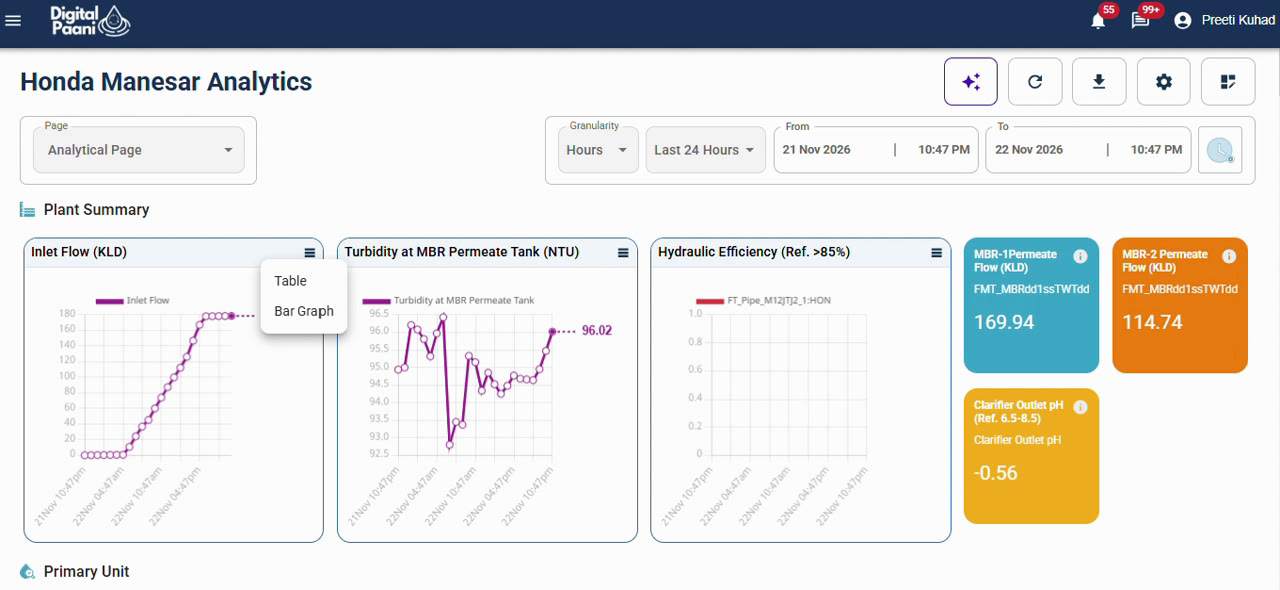 Digital
Paani
55
99+
Preeti Kuhad
Honda Manesar Analytics
Page
Analytical Page
Granularity
Hours
Last 24 Hours
From
21 Nov 2026 | 10:47 PM
To
22 Nov 2026 | 10:47 PM
Plant Summary
Inlet Flow (KLD)
Table
Bar Graph
Inlet Flow
180
160
140
120
100
80
60
40
20
0
21Nov 10:47pm
22Nov 04:47am
22Nov 10:47am
22Nov 04:47pm
Turbidity at MBR Permeate Tank (NTU)
Turbidity at MBR Permeate Tank
96.5
96.0
95.5
95.0
94.5
94.0
93.5
93.0
92.5
96.02
21Nov 10:47pm
22Nov 04:47am
22Nov 10:47am
22Nov 04:47pm
22Nov 10:47pm
Hydraulic Efficiency (Ref. >85%)
FT_Pipe_M12JTJ2_1:HON
1.0
0.8
0.6
0.4
0.2
0
21Nov 10:47pm
22Nov 04:47am
22Nov 10:47am
22Nov 04:47pm
22Nov 10:47pm
MBR-1Permeate
Flow (KLD)
FMT_MBRdd1ssTWTdd
169.94
MBR-2 Permeate
Flow (KLD)
FMT_MBRdd1ssTWTdd
114.74
Clarifier Outlet pH
(Ref. 6.5-8.5)
Clarifier Outlet pH
-0.56
Primary Unit